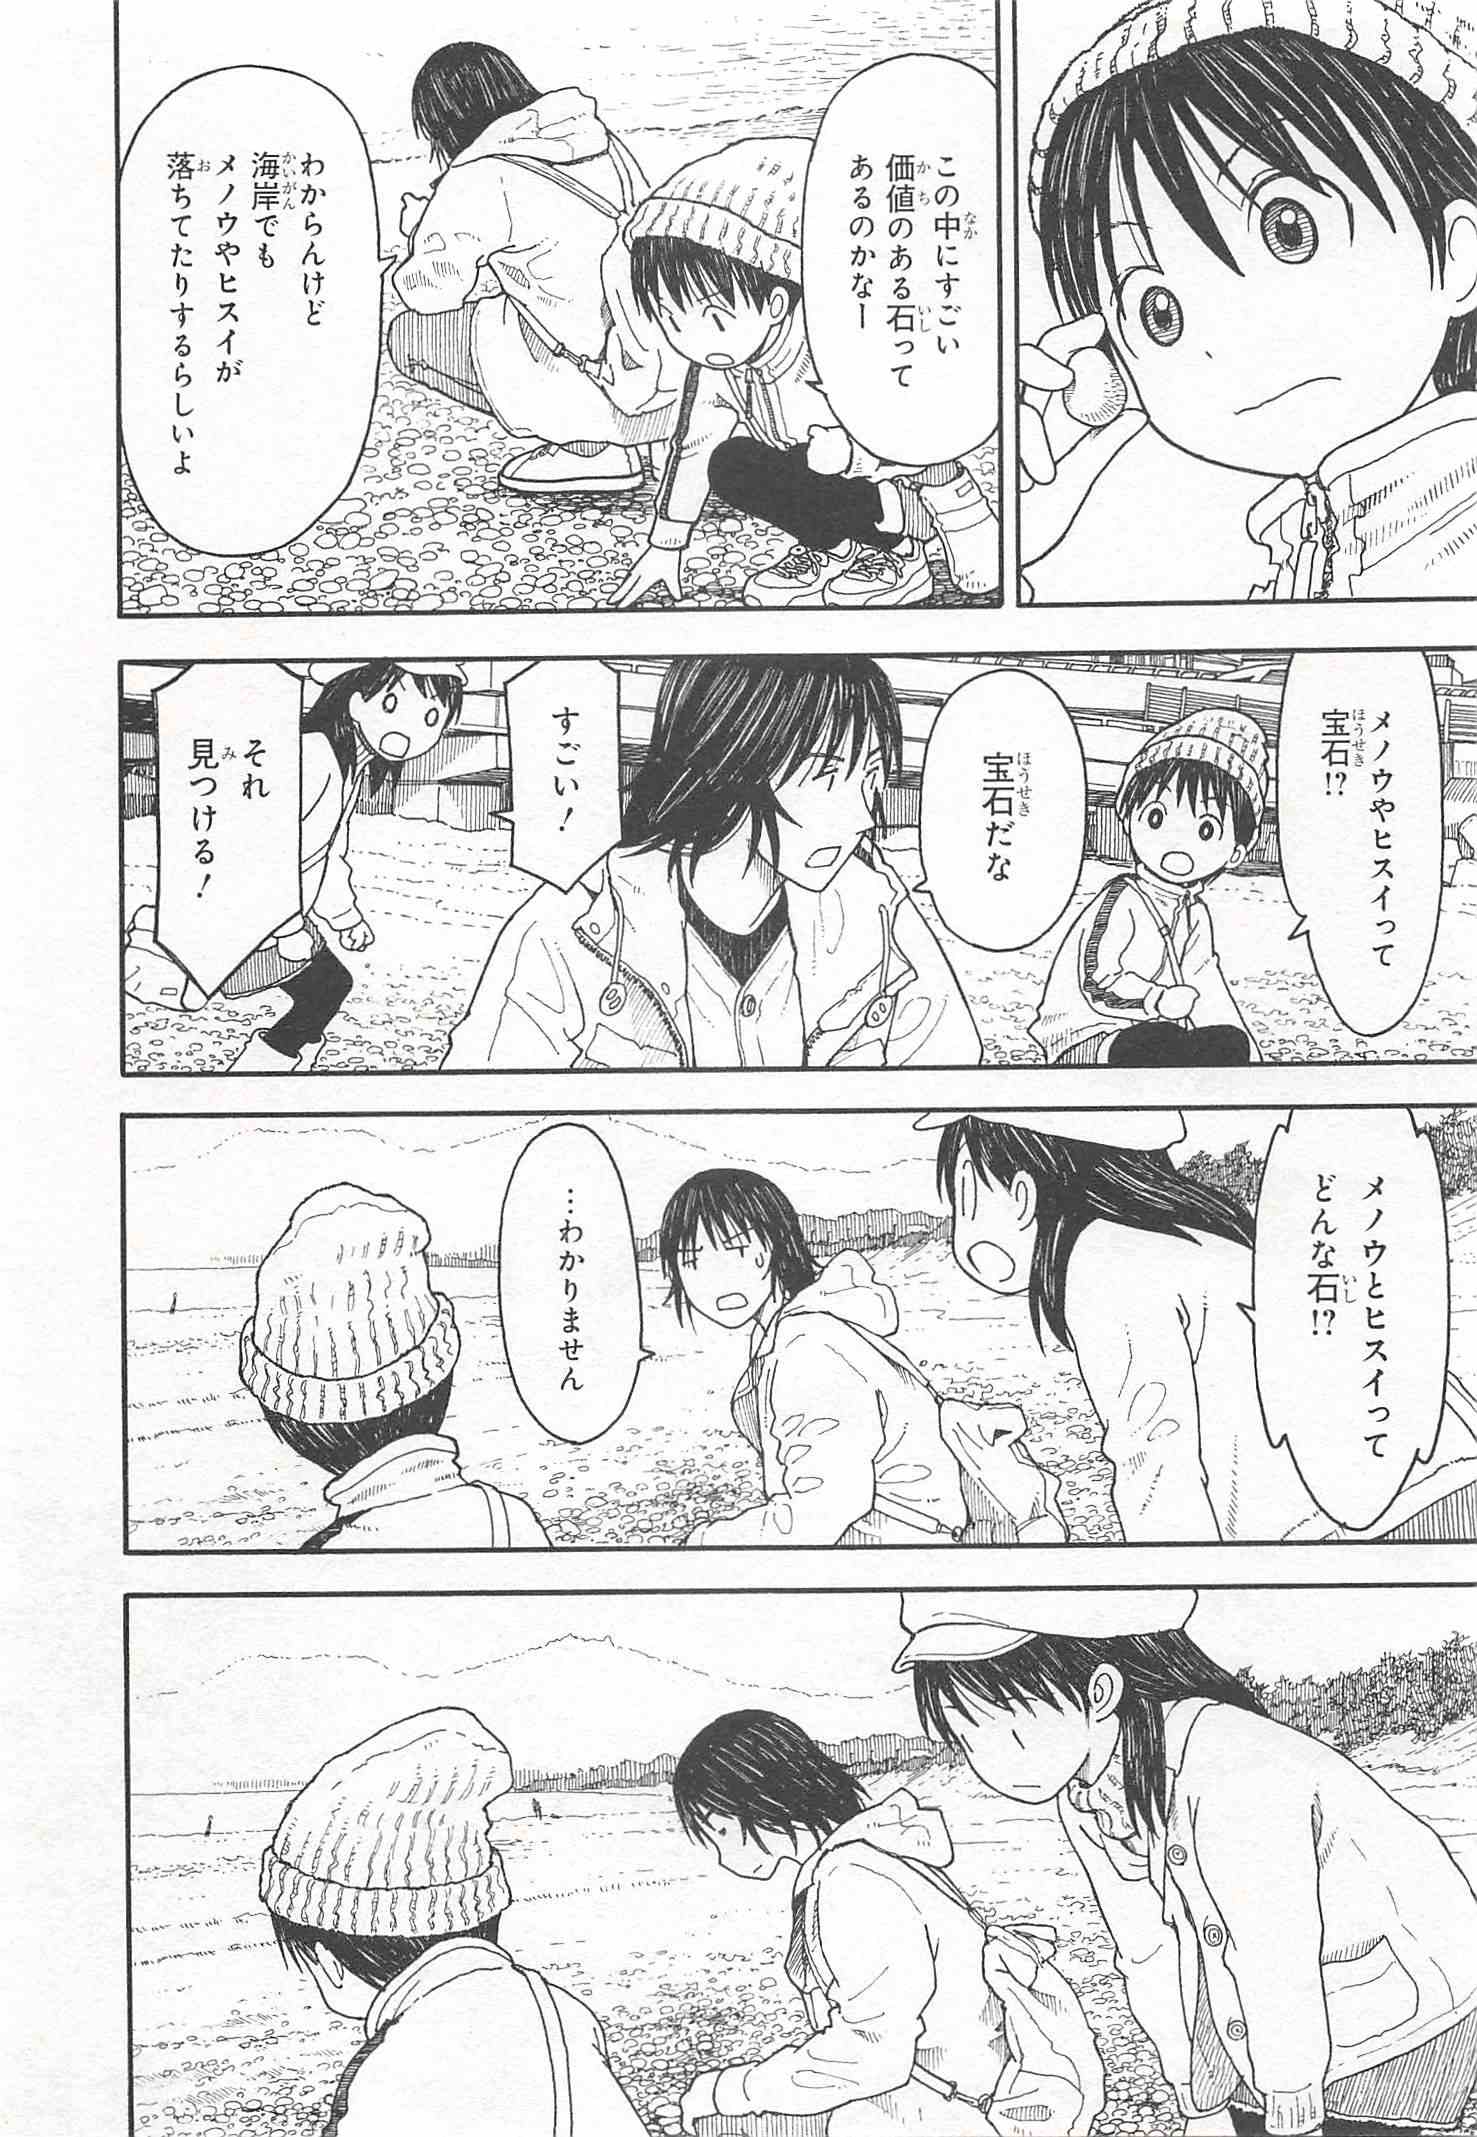 この中にすごい
価値のある石って
あるのかなー
わからんけど
海岸でも
メノウやヒスイが
落ちてたりするらしいよ
メノウやヒスイって
宝石!?
宝石だな
すごい!
それ
見つける!
メノウとヒスイって
どんな石!?
…わかりません